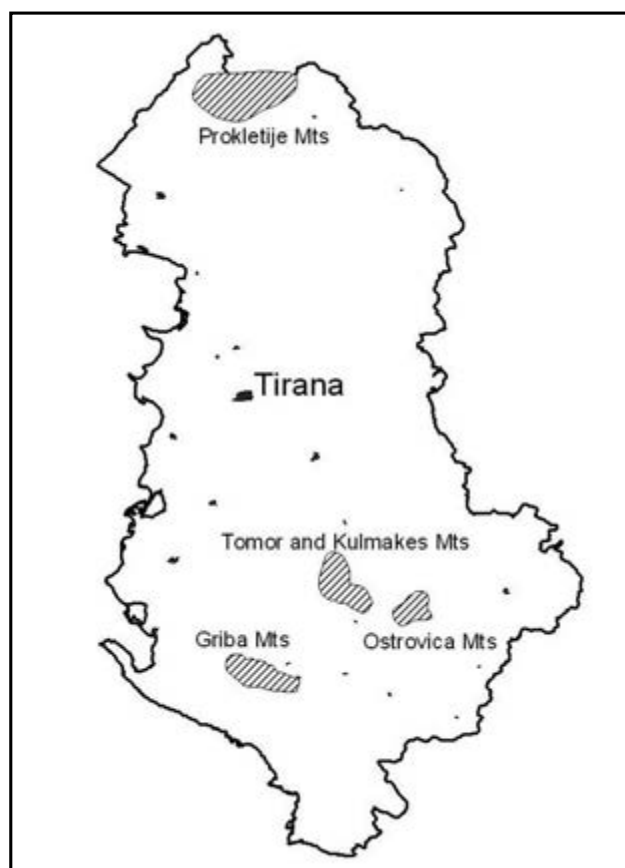 Prokletije Mts
Tirana
Tomor and Kulmakes Mts
Griba Mts
Ostrovica Mts